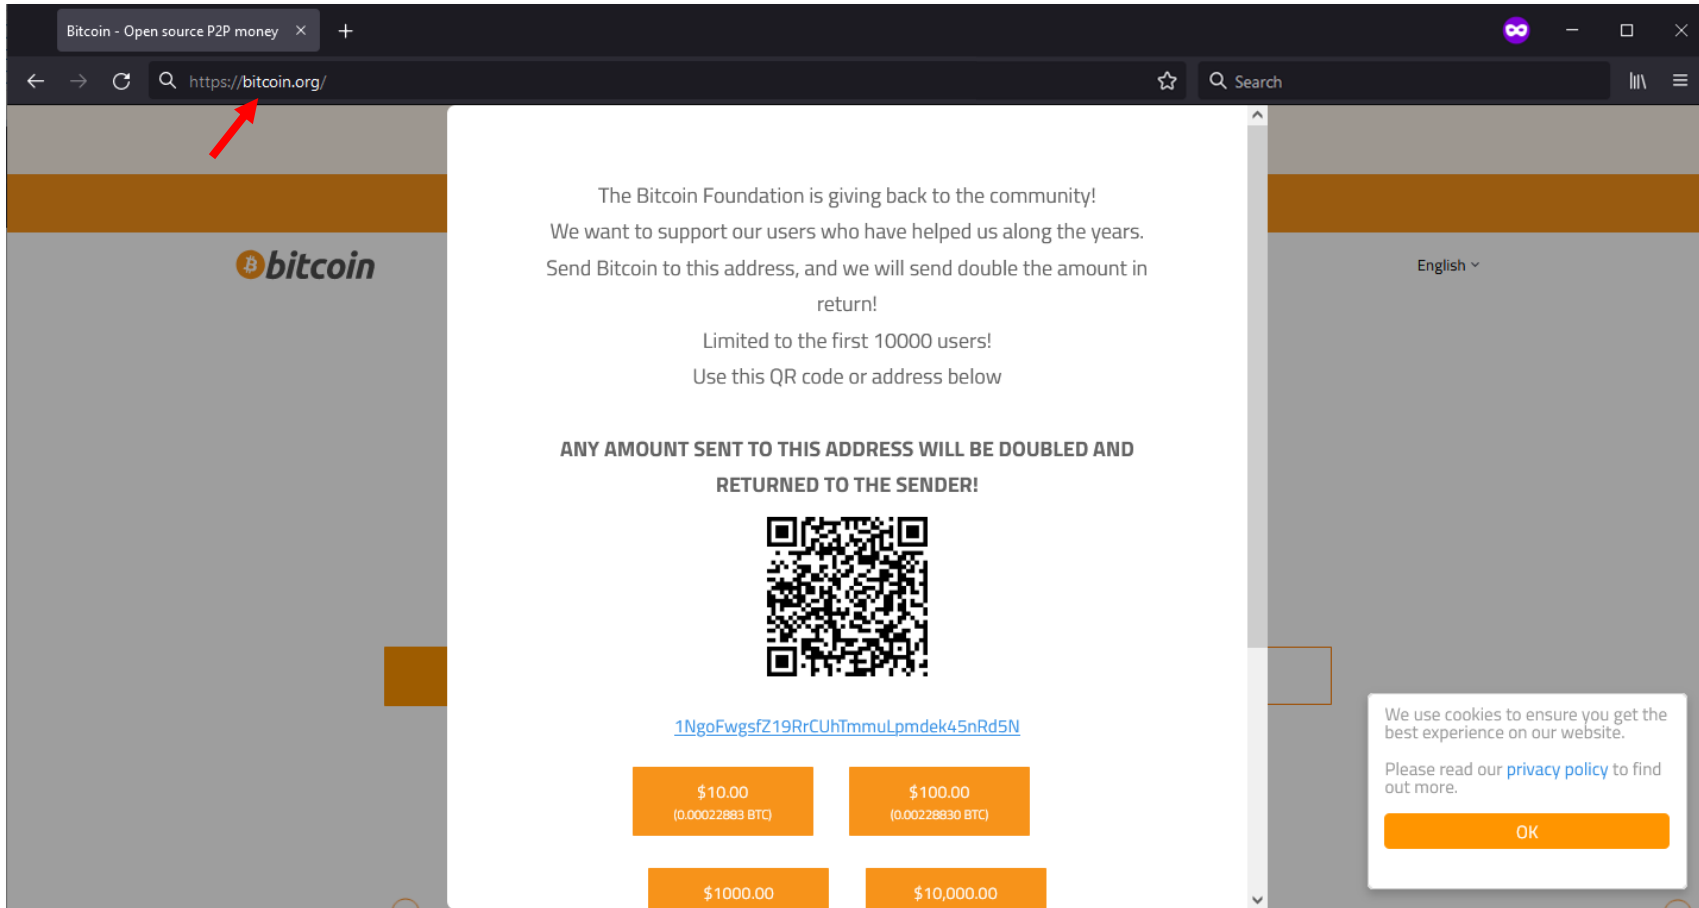 Bitcoin - Open source P2P money
https://bitcoin.org/
Search
The Bitcoin Foundation is giving back to the community!
We want to support our users who have helped us along the years.
Send Bitcoin to this address, and we will send double the amount in
return!
Limited to the first 10000 users!
Use this QR code or address below
ANY AMOUNT SENT TO THIS ADDRESS WILL BE DOUBLED AND
RETURNED TO THE SENDER!
1NgoFwgsfZ19RrCUhTmmuLpmdek45nRd5N
$10.00
(0.00022883 BTC)
$100.00
(0.00228830 BTC)
$1000.00
$10,000.00
bitcoin
English
We use cookies to ensure you get the
best experience on our website.
Please read our privacy policy to find
out more.
OK